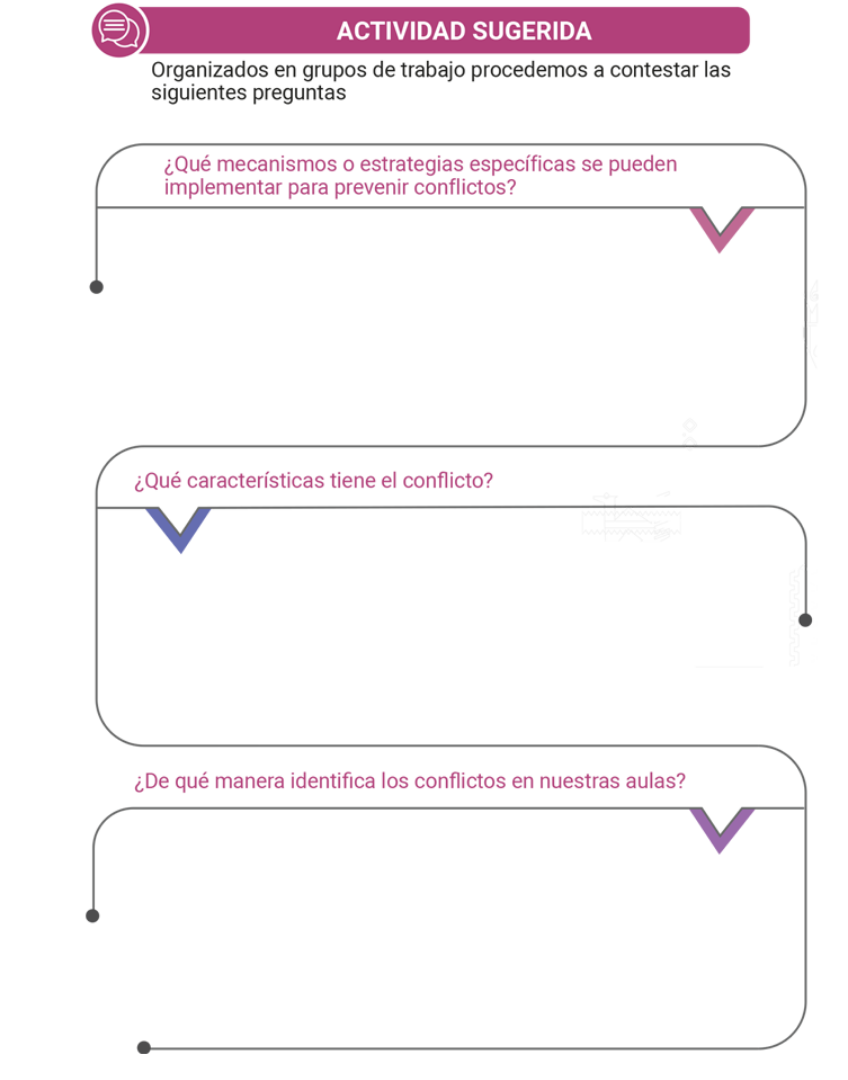 ACTIVIDAD SUGERIDA
Organizados en grupos de trabajo procedemos a contestar las
siguientes preguntas
¿Qué mecanismos o estrategias específicas se pueden
implementar para prevenir conflictos?
¿Qué características tiene el conflicto?
¿De qué manera identifica los conflictos en nuestras aulas?